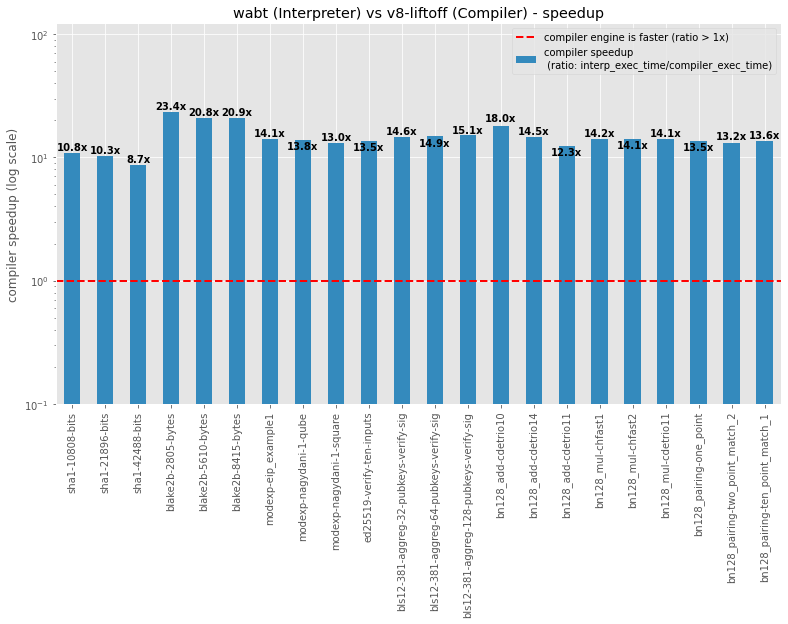 wabt (Interpreter) vs v8-liftoff (Compiler) - speedup
compiler engine is faster (ratio > 1x)
compiler speedup
(ratio: interp_exec_time/compiler_exec_time)
compiler speedup (log scale)
10²
10¹
10⁰
10⁻¹
10.8x
10.3x
8.7x
23.4x
20.8x
20.9x
14.1x
13.8x
13.0x
13.5x
14.6x
14.9x
15.1x
18.0x
14.5x
12.3x
14.2x
14.1x
14.1x
13.5x
13.2x
13.6x
sha1-10808-bits
sha1-21896-bits
sha1-42488-bits
blake2b-2805-bytes
blake2b-5610-bytes
blake2b-8415-bytes
modexp-eip_example1
modexp-nagydani-1-qube
modexp-nagydani-1-square
ed25519-verify-ten-inputs
bls12-381-aggreg-32-pubkeys-verify-sig
bls12-381-aggreg-64-pubkeys-verify-sig
bls12-381-aggreg-128-pubkeys-verify-sig
bn128_add-cdetrio10
bn128_add-cdetrio14
bn128_add-cdetrio11
bn128_mul-chfast1
bn128_mul-chfast2
bn128_mul-cdetrio11
bn128_pairing-one_point
bn128_pairing-two_point_match_2
bn128_pairing-ten_point_match_1